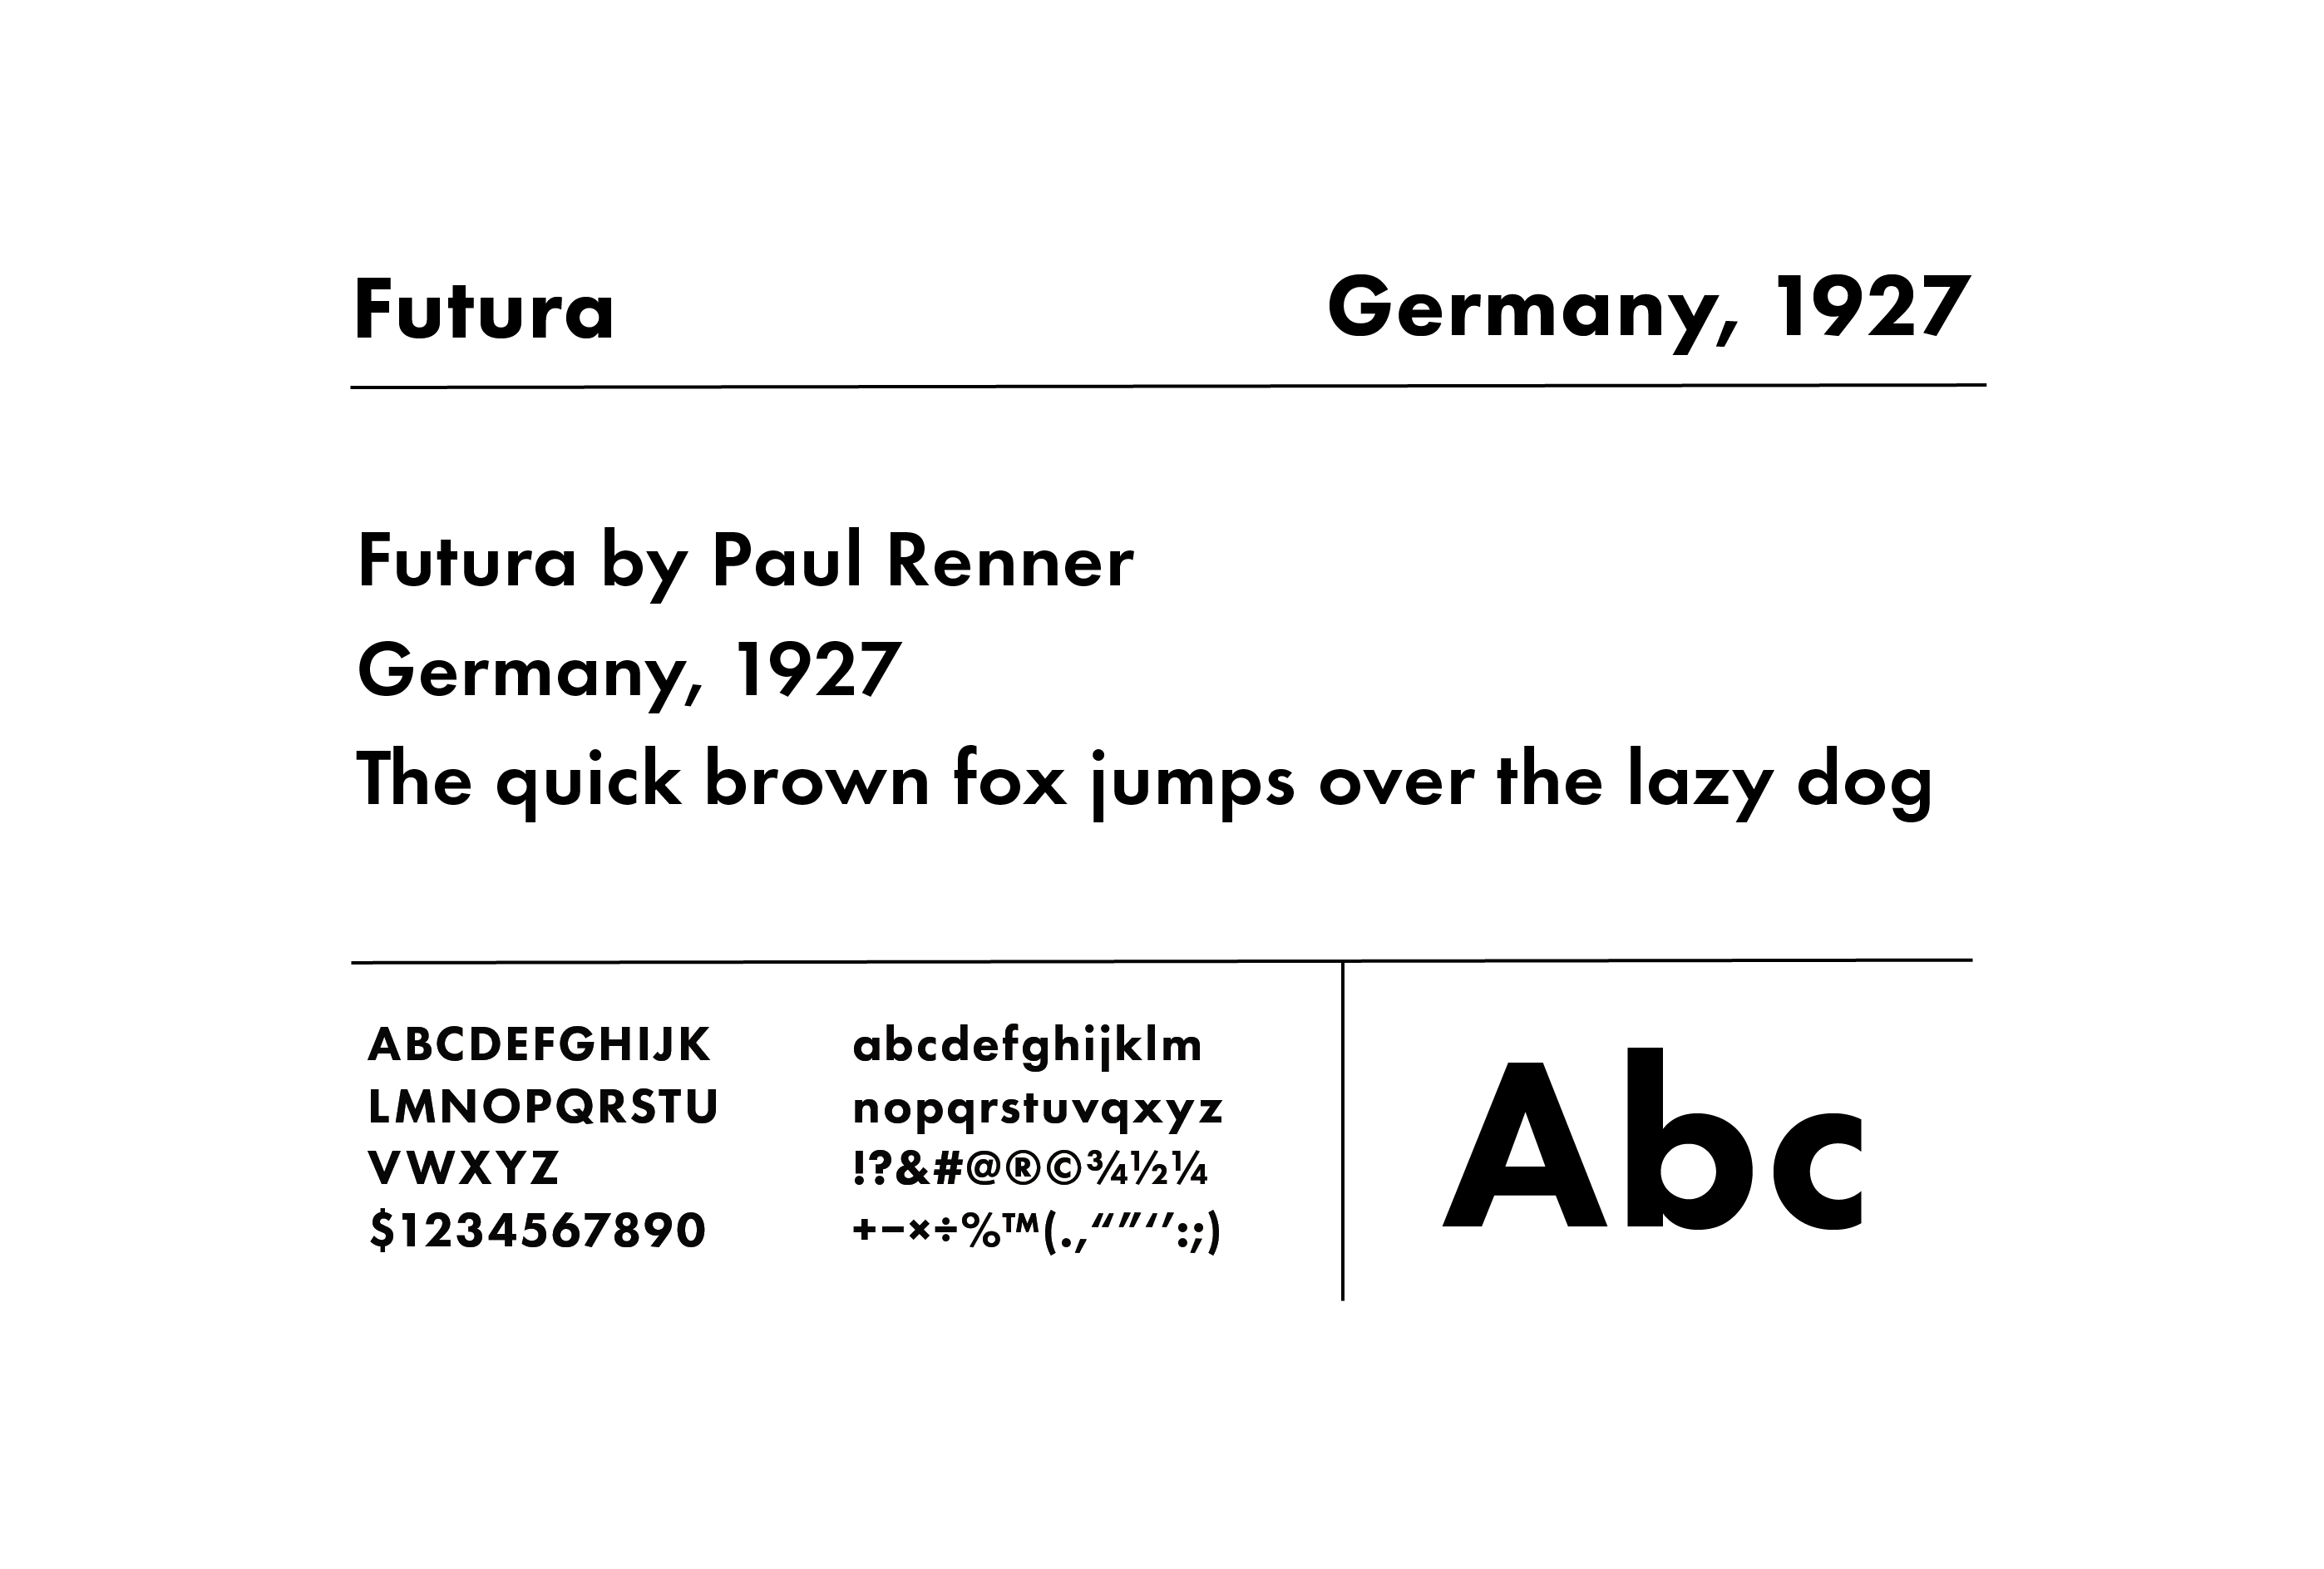 Futura
Germany, 1927
Futura by Paul Renner
Germany, 1927
The quick brown fox jumps over the lazy dog
ABCDEFGHIJK
LMNOPQRSTU
VWXYZ
$1234567890
abcdefghijklm
nopqrstuvqxyz
!?&#@®©¾½¼
+−×÷%™(.,“”‘’:;)
Abc